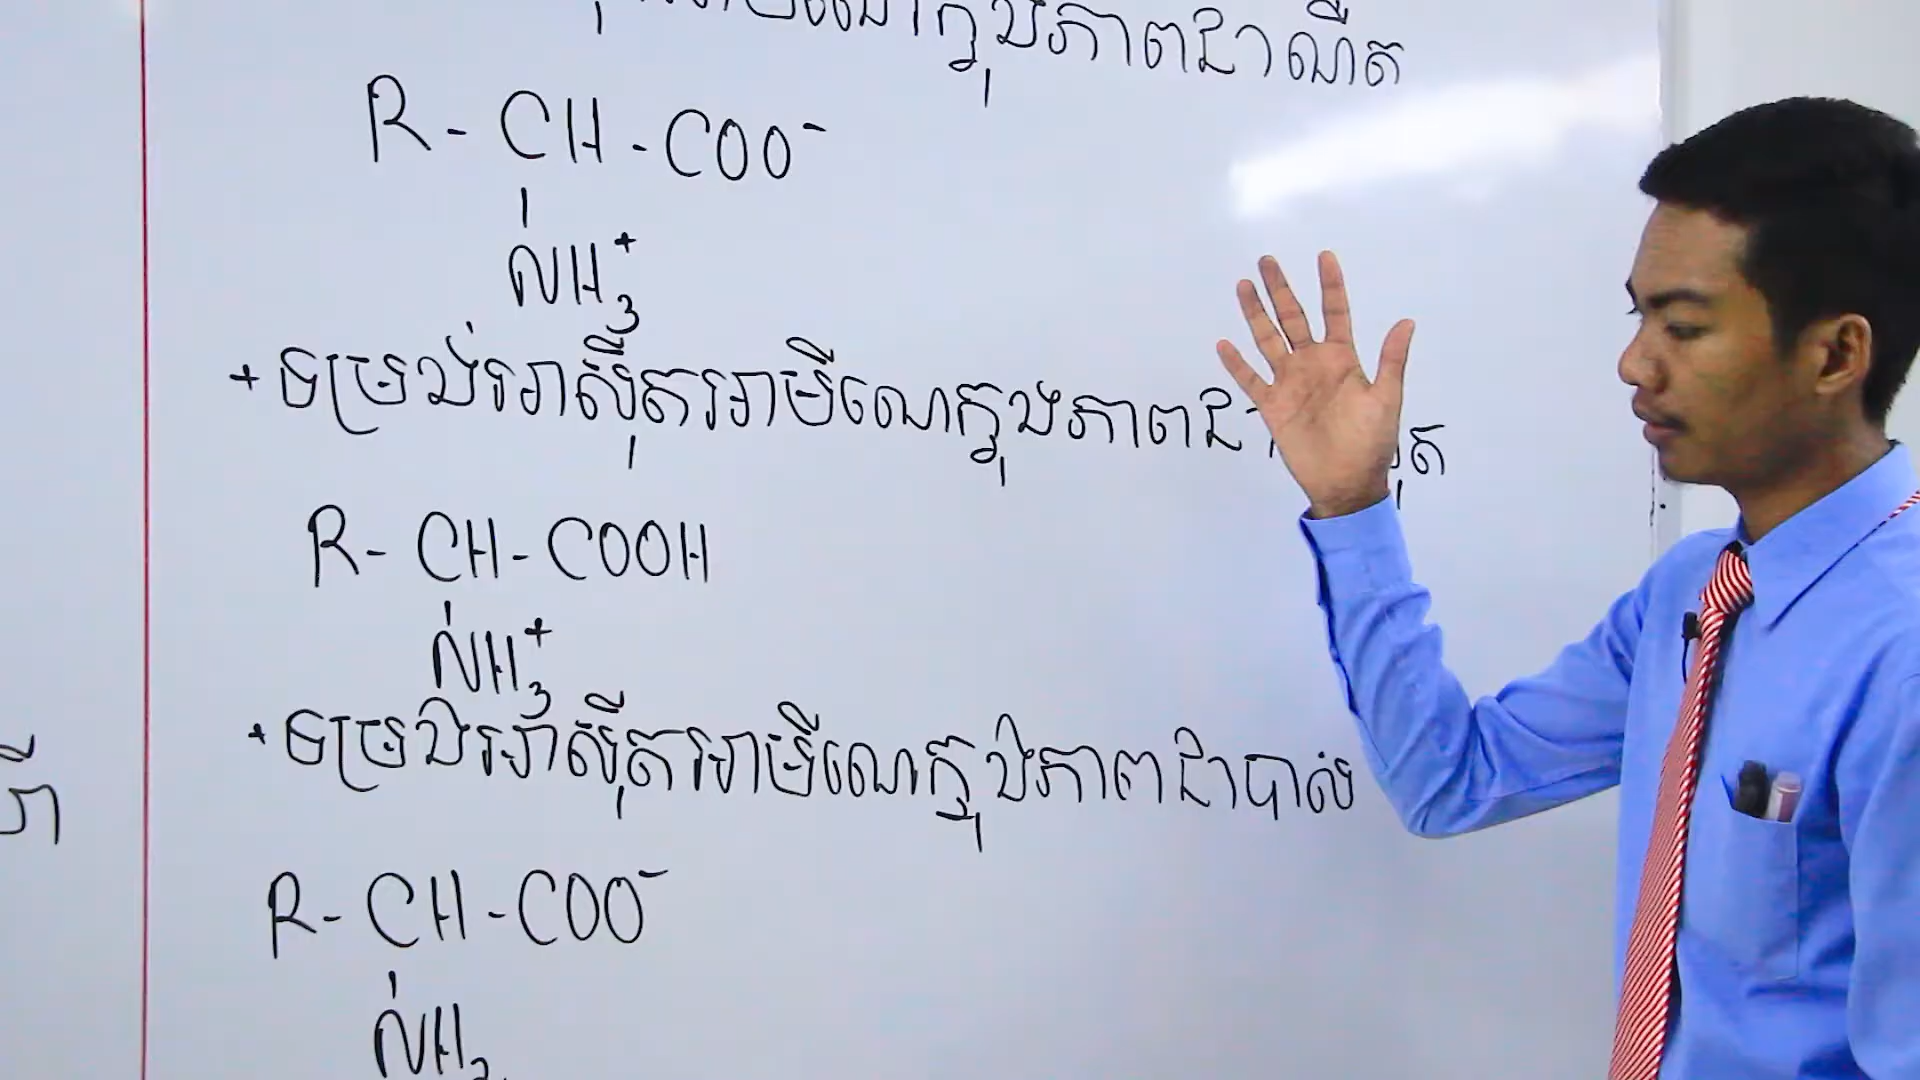 ក្នុងភាពជាណឺត
R - CH - COO⁻
NH₃⁺
+ ទម្រង់អាស៊ីតអាមីណេក្នុងភាពជ
R - CH - COOH
NH₃⁺
+ ទម្រង់អាស៊ីតអាមីណេក្នុងភាពជាបាស
R - CH - COO⁻
NH₂